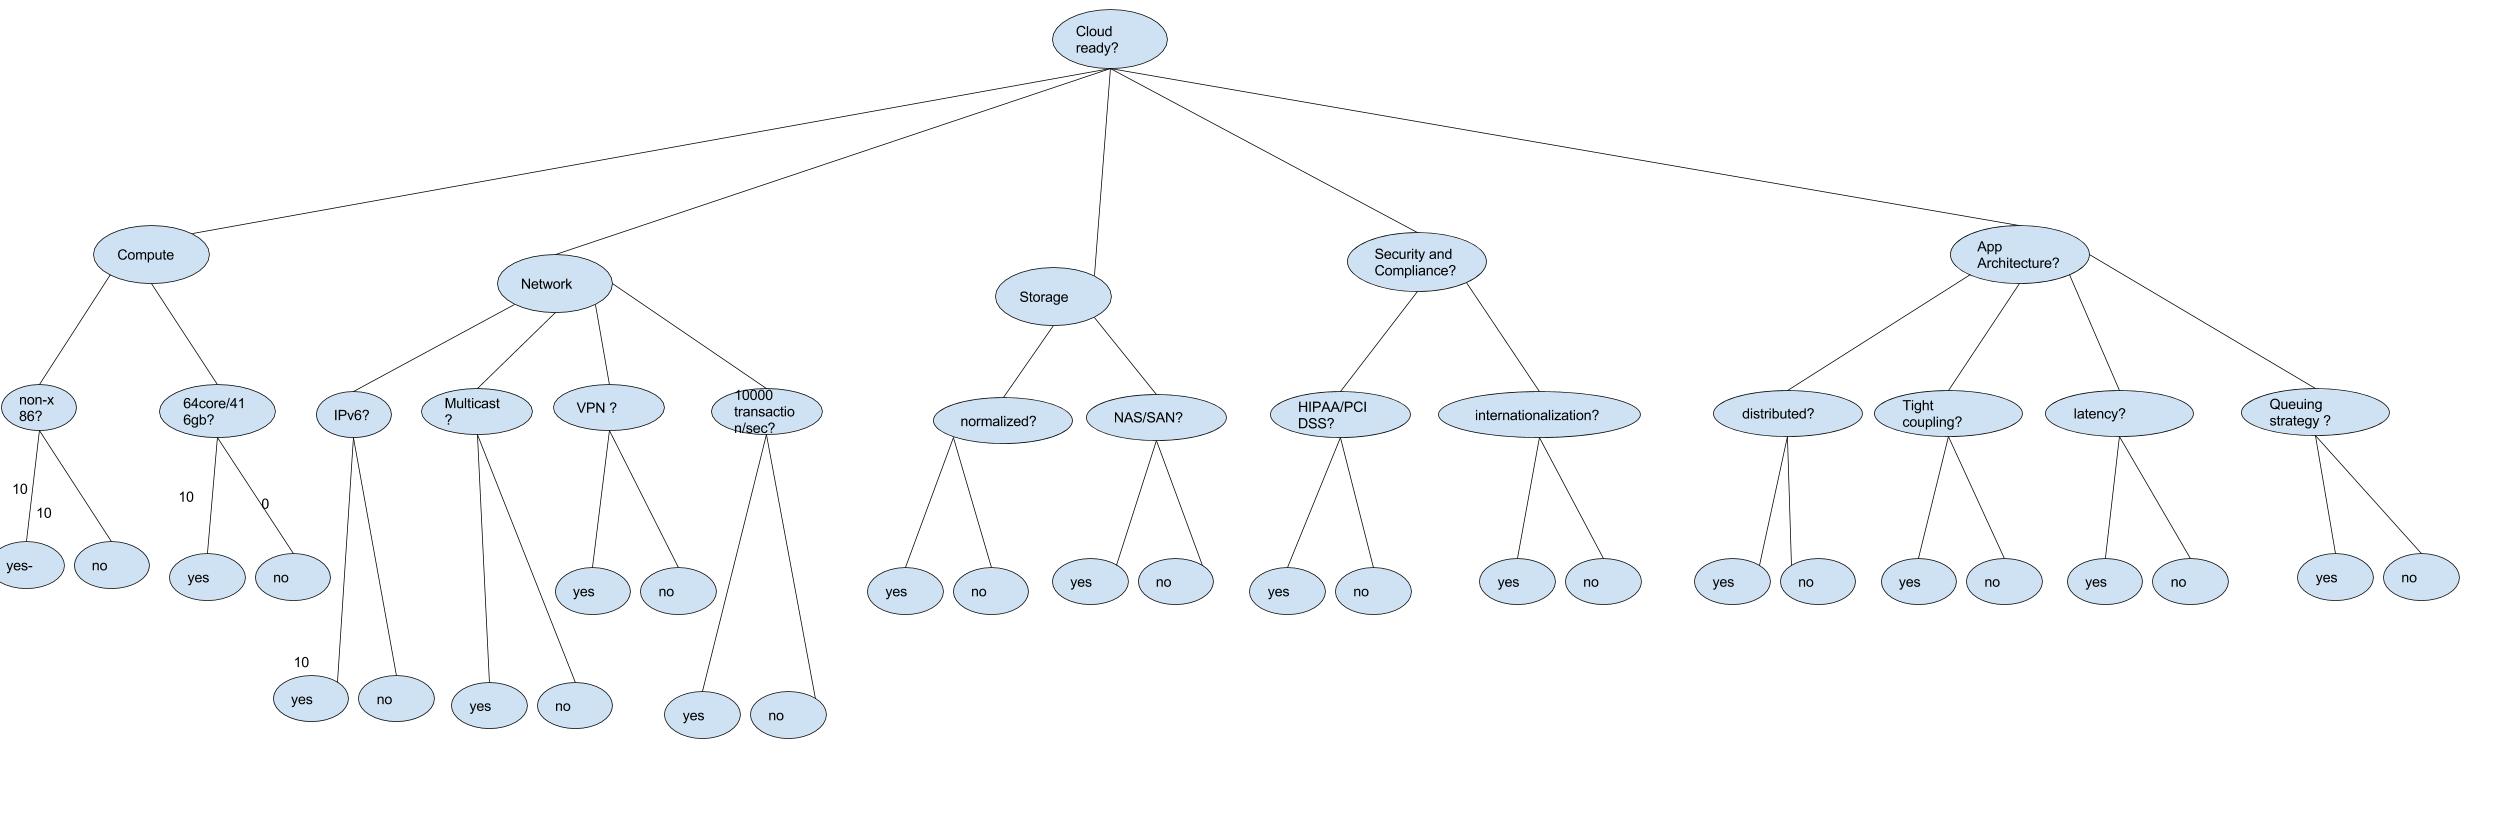 Cloud
ready?
Compute
Network
Storage
Security and
Compliance?
App
Architecture?
non-x
86?
64core/41
6gb?
IPv6?
Multicast
?
VPN ?
10000
transactio
n/sec?
normalized?
NAS/SAN?
HIPAA/PCI
DSS?
internationalization?
distributed?
Tight
coupling?
latency?
Queuing
strategy ?
10
10
10
0
yes-
no
yes
no
yes
no
yes
no
yes
no
yes
no
yes
no
yes
no
yes
no
yes
no
yes
no
10
yes
no
yes
no
yes
no